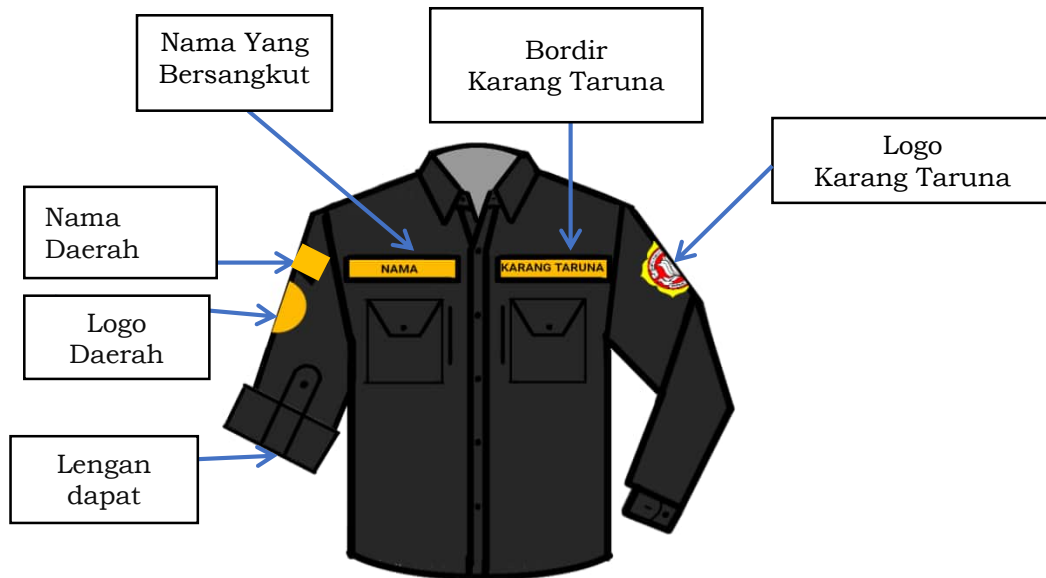 Nama Yang
Bersangkut
Bordir
Karang Taruna
Logo
Karang Taruna
Nama
Daerah
NAMA
KARANG TARUNA
Logo
Daerah
Lengan
dapat